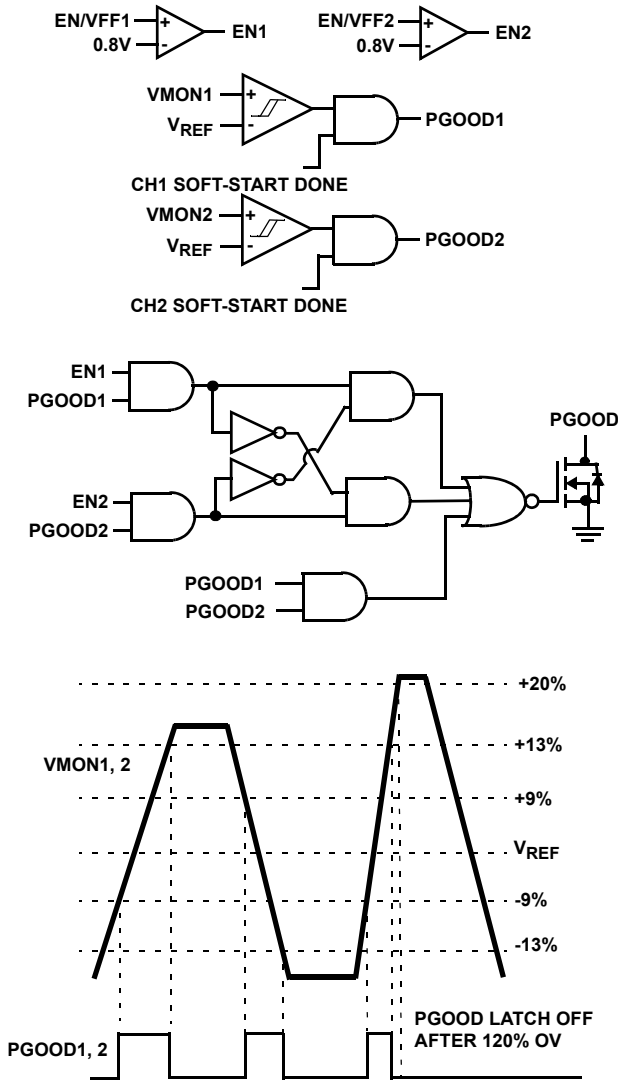 EN/VFF1
0.8V
+
-
EN1
EN/VFF2
0.8V
+
-
EN2
VMON1
VREF
+
-
PGOOD1
CH1 SOFT-START DONE
VMON2
VREF
+
-
PGOOD2
CH2 SOFT-START DONE
EN1
PGOOD1
EN2
PGOOD2
PGOOD
PGOOD1
PGOOD2
+20%
+13%
VMON1, 2
+9%
VREF
-9%
-13%
PGOOD LATCH OFF
AFTER 120% OV
PGOOD1, 2